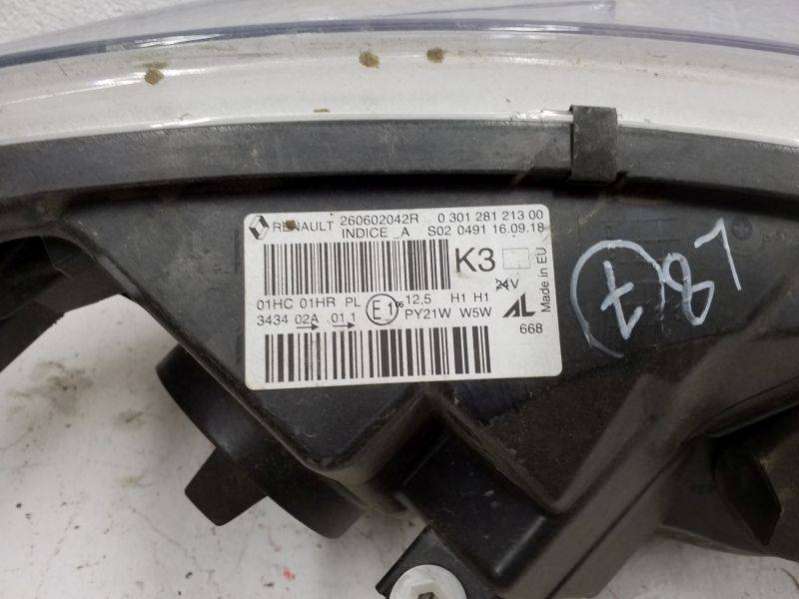 RENAULT 260602042R 0 301 281 213 00
INDICE _A S02 0491 16.09.18
K3
24V
Made in EU
01HC 01HR PL E1 12,5 H1 H1
3434 02A 01 1 PY21W W5W
AL
668